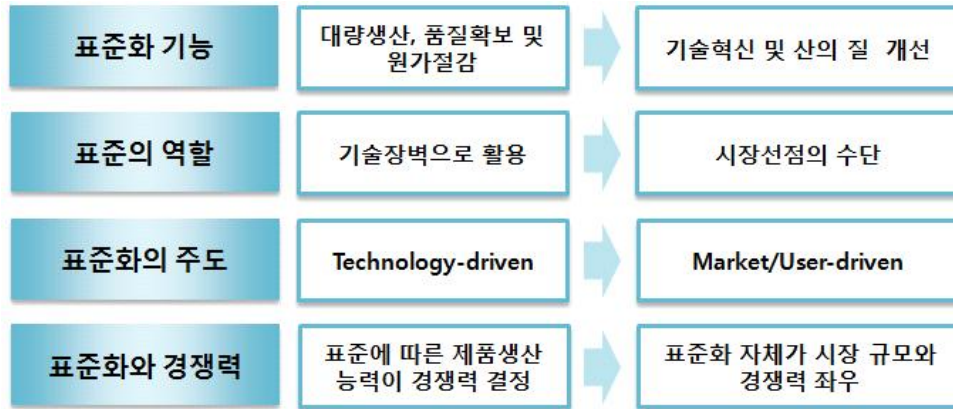 표준화 기능
대량생산, 품질확보 및
원가절감
기술혁신 및 산의 질 개선
표준의 역할
기술장벽으로 활용
시장선점의 수단
표준화의 주도
Technology-driven
Market/User-driven
표준화와 경쟁력
표준에 따른 제품생산
능력이 경쟁력 결정
표준화 자체가 시장 규모와
경쟁력 좌우